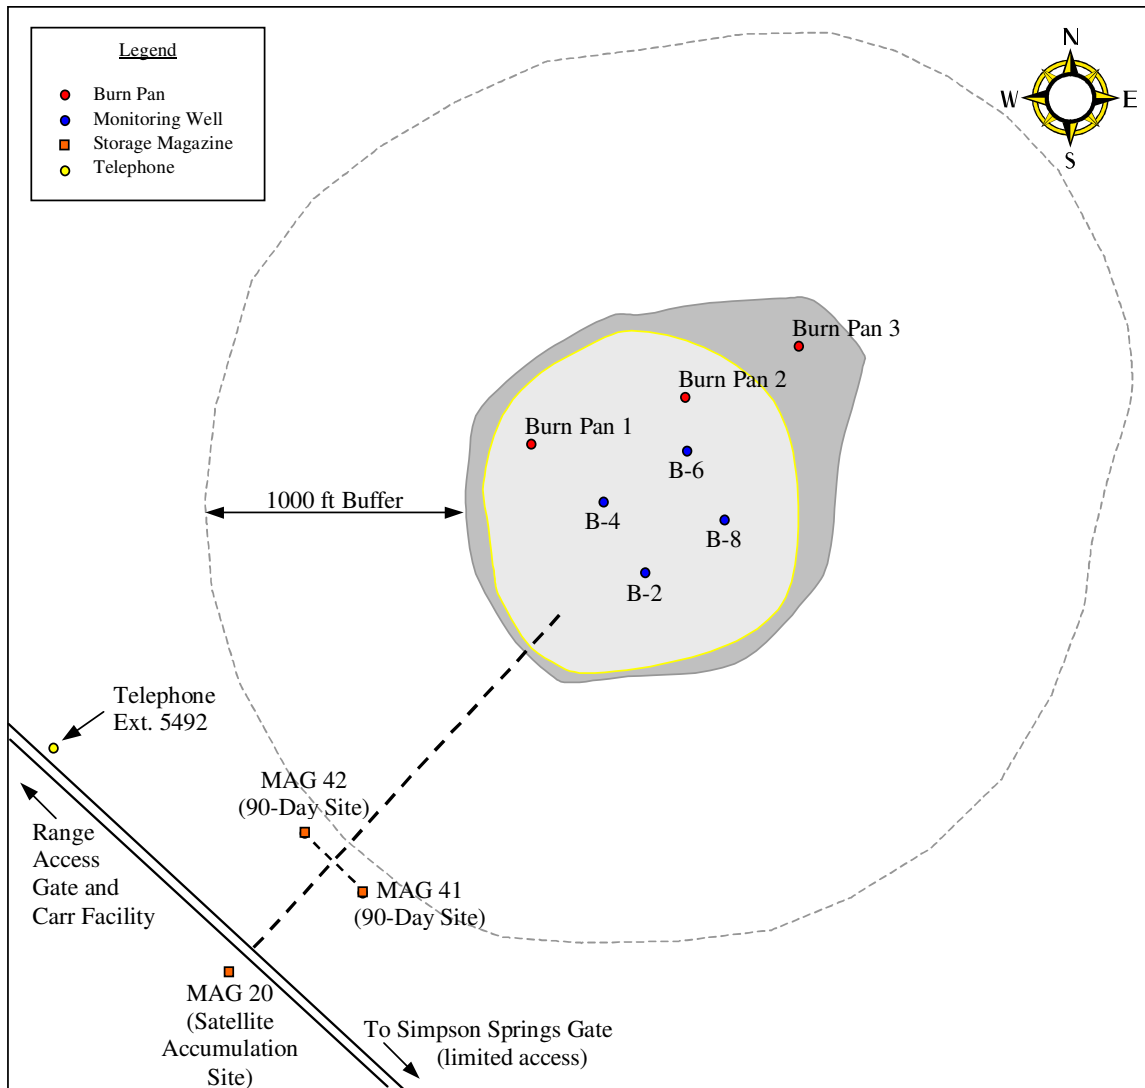 Legend
Burn Pan
Monitoring Well
Storage Magazine
Telephone
N
W
E
S
Burn Pan 3
Burn Pan 2
Burn Pan 1
B-6
1000 ft Buffer
B-4
B-8
B-2
Telephone
Ext. 5492
MAG 42
(90-Day Site)
Range
Access
Gate and
Carr Facility
MAG 41
(90-Day Site)
MAG 20
(Satellite
Accumulation
Site)
To Simpson Springs Gate
(limited access)